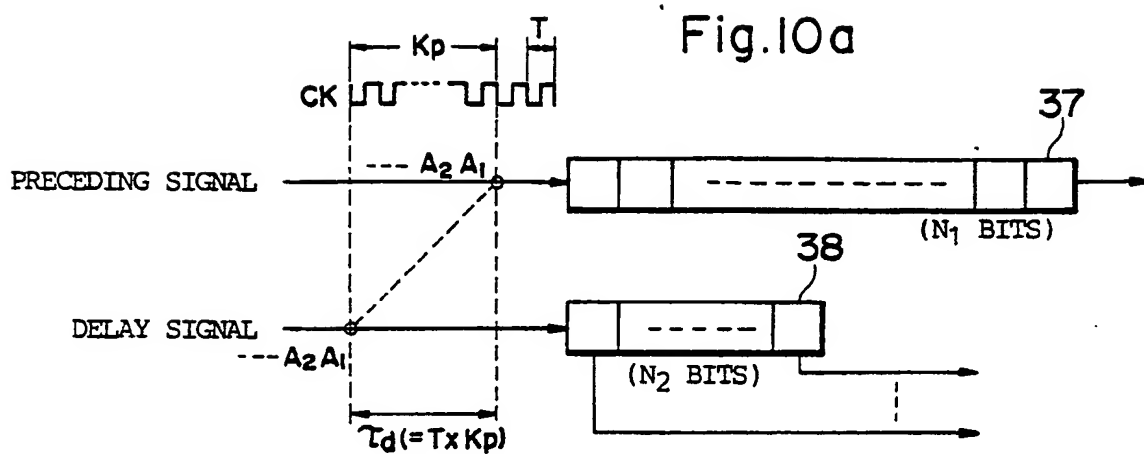 Fig.10a
Kp
T
CK
37
PRECEDING SIGNAL
---- A2 A1
(N1 BITS)
38
DELAY SIGNAL
---- A2 A1
(N2 BITS)
τd (= T x Kp)